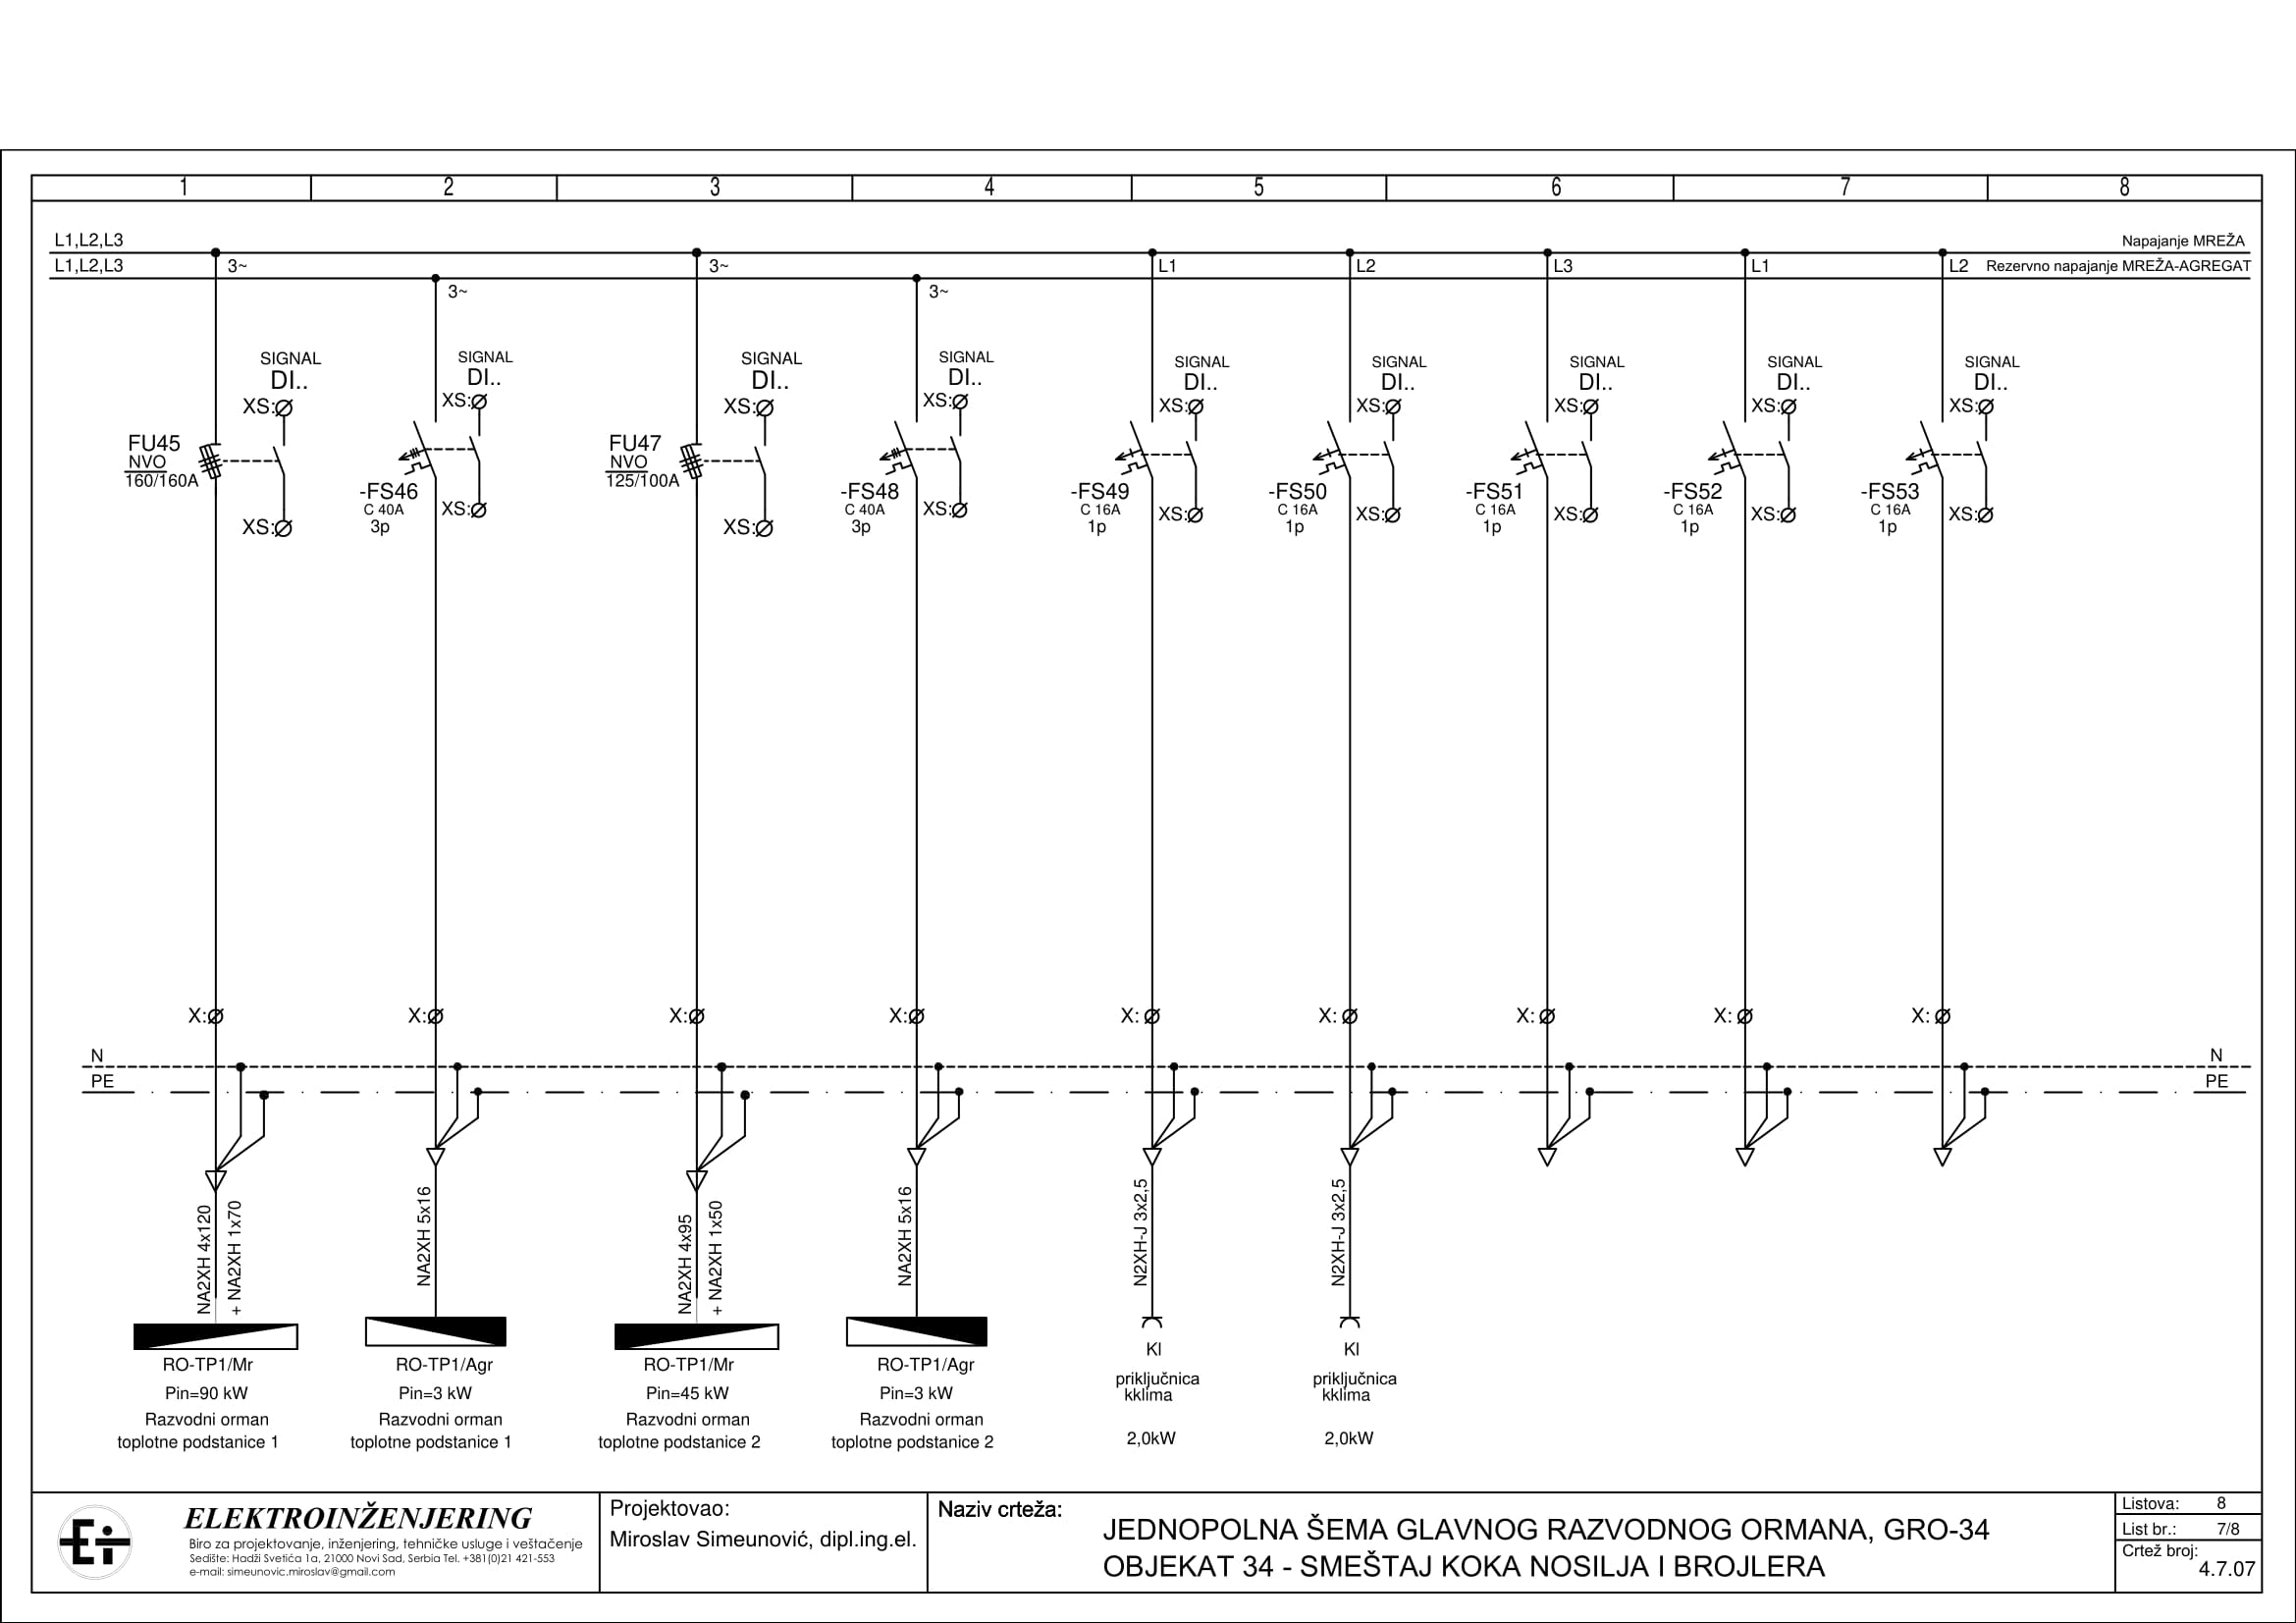 1 2 3 4 5 6 7 8
L1,L2,L3 Napajanje MREŽA
L1,L2,L3 3~ 3~ L1 L2 L3 L1 L2 Rezervno napajanje MREŽA-AGREGAT
3~ 3~
SIGNAL SIGNAL SIGNAL SIGNAL SIGNAL SIGNAL SIGNAL SIGNAL SIGNAL
DI.. DI.. DI.. DI.. DI.. DI.. DI.. DI.. DI..
XS: XS: XS: XS: XS: XS: XS: XS: XS:
FU45 FU47
NVO NVO
160/160A 125/100A
-FS46 -FS48 -FS49 -FS50 -FS51 -FS52 -FS53
C 40A C 40A C 16A C 16A C 16A C 16A C 16A
3p 3p 1p 1p 1p 1p 1p
XS: XS: XS: XS: XS: XS: XS: XS: XS:
X: X: X: X: X: X: X: X: X:
N N
PE PE
NA2XH 4x120
+ NA2XH 1x70
NA2XH 5x16
NA2XH 4x95
+ NA2XH 1x50
NA2XH 5x16
N2XH-J 3x2,5
N2XH-J 3x2,5
RO-TP1/Mr RO-TP1/Agr RO-TP1/Mr RO-TP1/Agr KI KI
Pin=90 kW Pin=3 kW Pin=45 kW Pin=3 kW priključnica priključnica
kklima kklima
Razvodni orman Razvodni orman Razvodni orman Razvodni orman
toplotne podstanice 1 toplotne podstanice 1 toplotne podstanice 2 toplotne podstanice 2 2,0kW 2,0kW
Ei
ELEKTROINŽENJERING
Biro za projektovanje, inženjering, tehničke usluge i veštačenje
Sedište: Hadži Svetića 1a, 21000 Novi Sad, Serbia Tel. +381(0)21 421-553
e-mail: simeunovic.miroslav@gmail.com
Projektovao:
Miroslav Simeunović, dipl.ing.el.
Naziv crteža:
JEDNOPOLNA ŠEMA GLAVNOG RAZVODNOG ORMANA, GRO-34
OBJEKAT 34 - SMEŠTAJ KOKA NOSILJA I BROJLERA
Listova: 8
List br.: 7/8
Crtež broj:
4.7.07